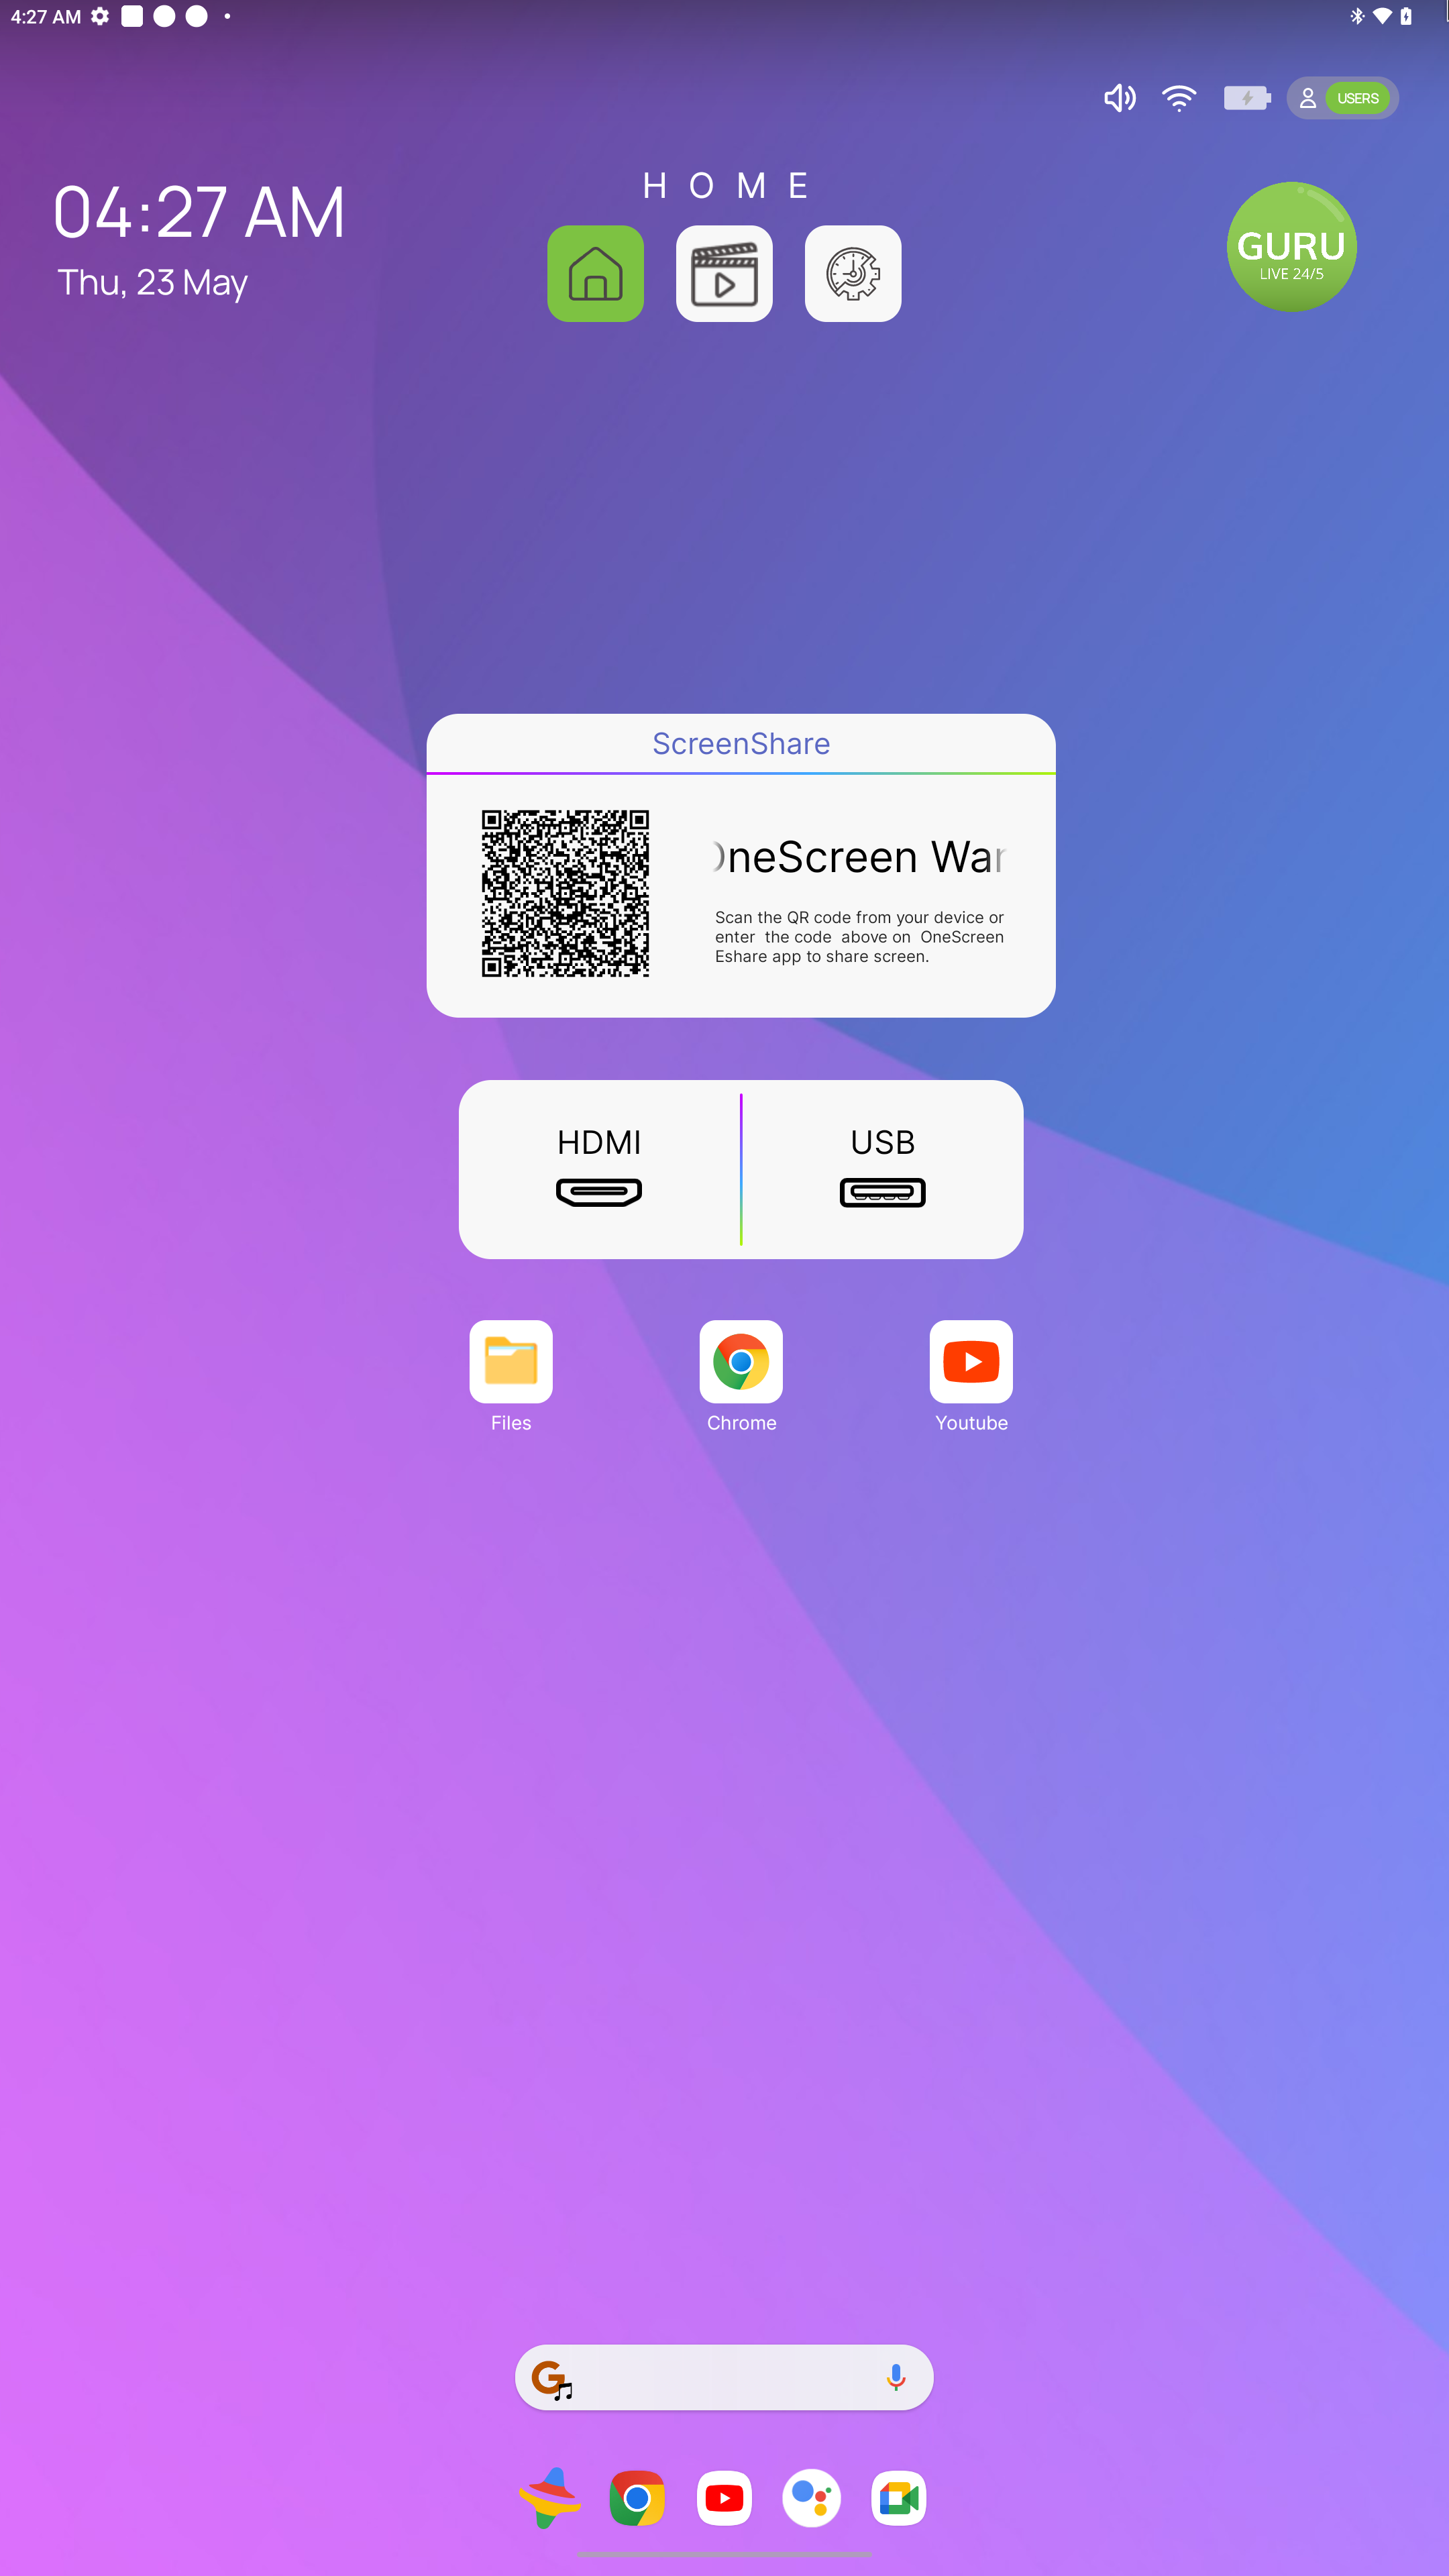 4:27 AM
USERS
04:27 AM
Thu, 23 May
HOME
GURU
LIVE 24/5
ScreenShare
OneScreen
Scan the QR code from your device or
enter the code above on OneScreen
Eshare app to share screen.
HDMI
USB
Files
Chrome
Youtube